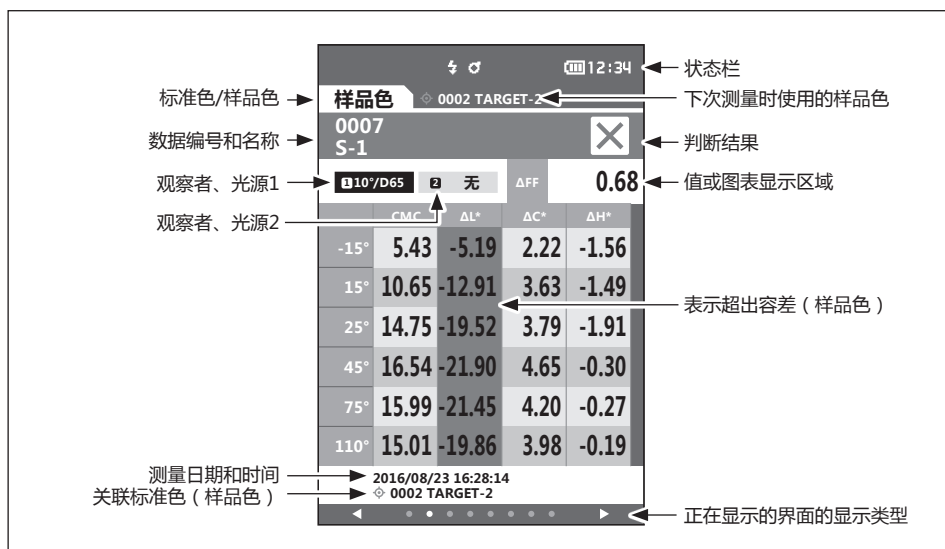 12:34
状态栏
标准色/样品色
样品色
0002 TARGET-2
下次测量时使用的样品色
数据编号和名称
0007
S-1
判断结果
观察者、光源1
1 10°/D65
2 无
ΔFF
0.68
值或图表显示区域
观察者、光源2
CMC ΔL* ΔC* ΔH*
-15° 5.43 -5.19 2.22 -1.56
15° 10.65 -12.91 3.63 -1.49
表示超出容差（样品色）
25° 14.75 -19.52 3.79 -1.91
45° 16.54 -21.90 4.65 -0.30
75° 15.99 -21.45 4.20 -0.27
110° 15.01 -19.86 3.98 -0.19
测量日期和时间
2016/08/23 16:28:14
关联标准色（样品色）
0002 TARGET-2
正在显示的界面的显示类型